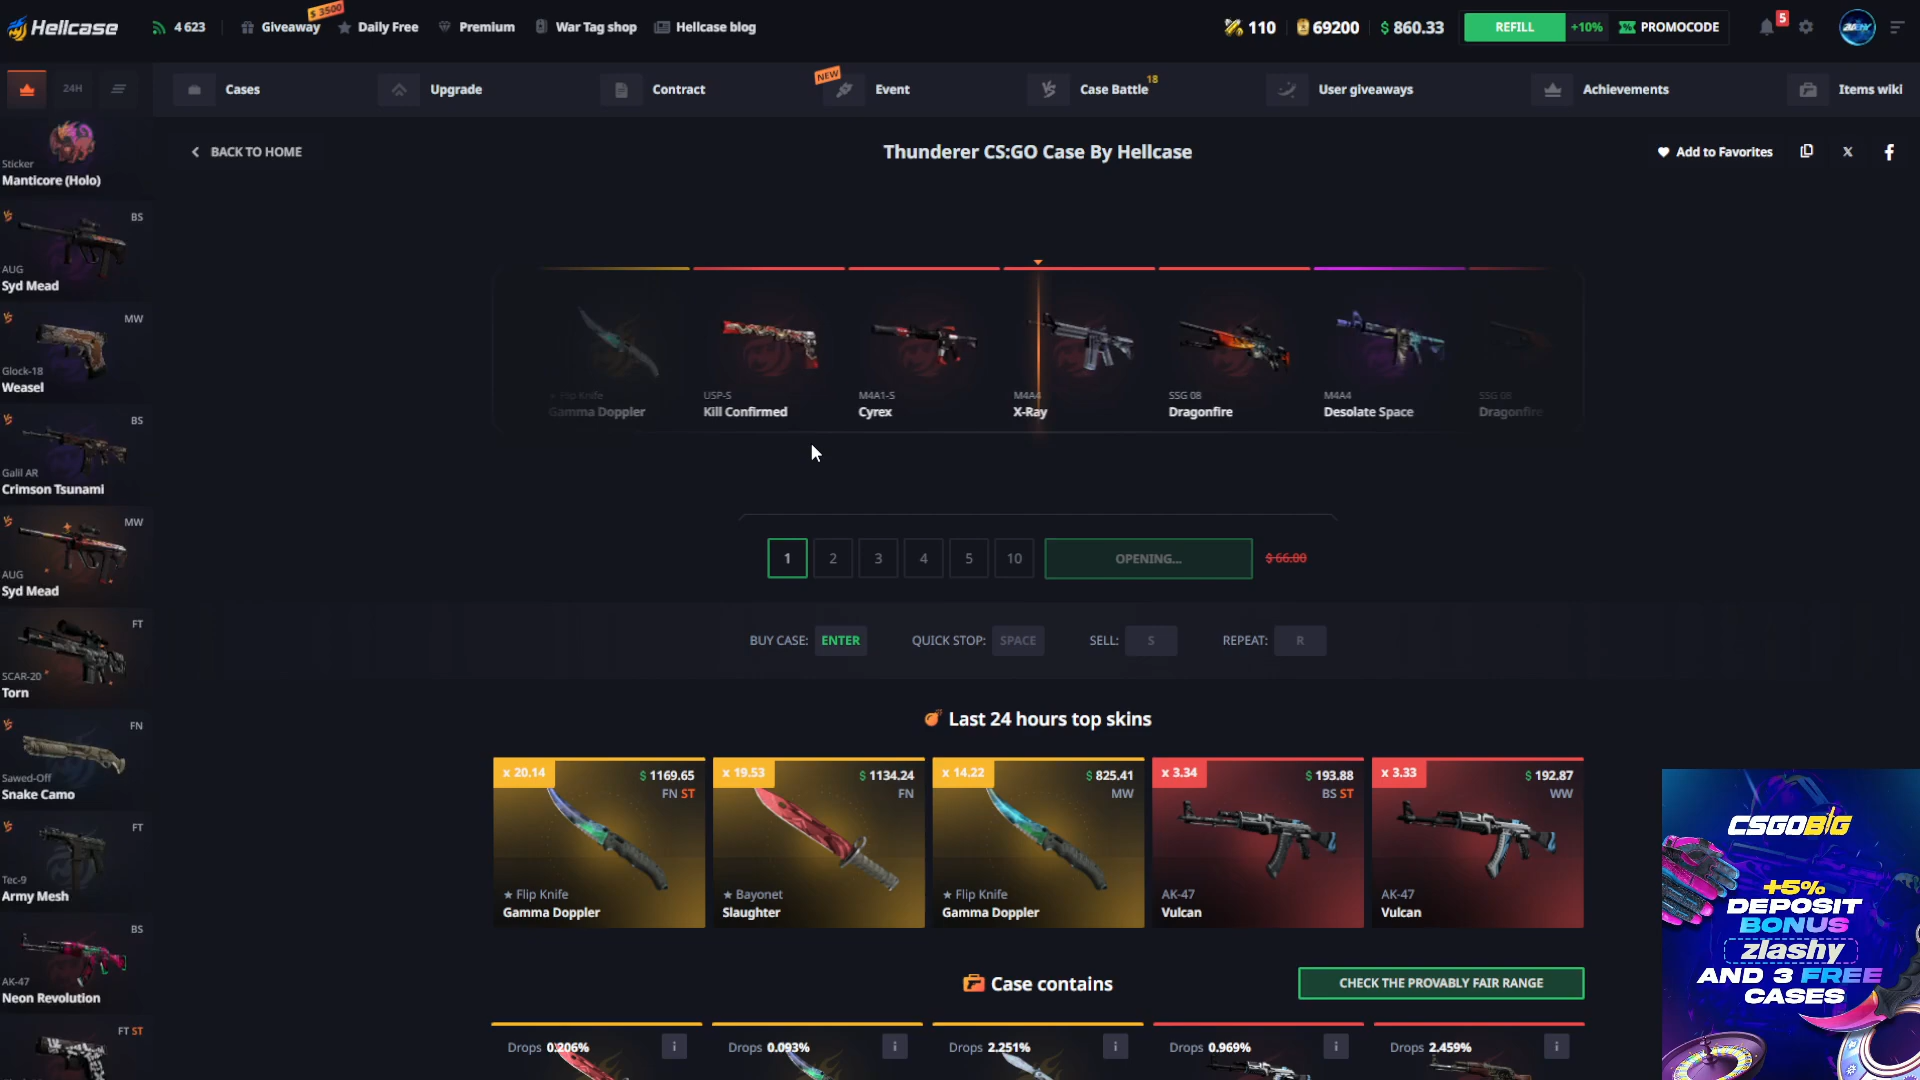 Hellcase
4 623
Giveaway
$ 3500
Daily Free
Premium
War Tag shop
Hellcase blog
110
69200
$ 860.33
REFILL
+10%
PROMOCODE
5
24H
Cases
Upgrade
Contract
NEW
Event
Case Battle
18
User giveaways
Achievements
Items wiki
BACK TO HOME
Thunderer CS:GO Case By Hellcase
Add to Favorites
Sticker
Manticore (Holo)
BS
AUG
Syd Mead
MW
Glock-18
Weasel
BS
Galil AR
Crimson Tsunami
MW
AUG
Syd Mead
FT
SCAR-20
Torn
FN
Sawed-Off
Snake Camo
FT
Tec-9
Army Mesh
BS
AK-47
Neon Revolution
FT ST
★ Flip Knife
Gamma Doppler
USP-S
Kill Confirmed
M4A1-S
Cyrex
M4A4
X-Ray
SSG 08
Dragonfire
M4A4
Desolate Space
SSG 08
Dragonfire
1
2
3
4
5
10
OPENING...
$ 66.00
BUY CASE: ENTER
QUICK STOP: SPACE
SELL: S
REPEAT: R
Last 24 hours top skins
x 20.14
$ 1169.65
FN ST
★ Flip Knife
Gamma Doppler
x 19.53
$ 1134.24
FN
★ Bayonet
Slaughter
x 14.22
$ 825.41
MW
★ Flip Knife
Gamma Doppler
x 3.34
$ 193.88
BS ST
AK-47
Vulcan
x 3.33
$ 192.87
WW
AK-47
Vulcan
Case contains
CHECK THE PROVABLY FAIR RANGE
Drops 0.206%
Drops 0.093%
Drops 2.251%
Drops 0.969%
Drops 2.459%
CSGOBIG
+5%
DEPOSIT
BONUS
zlashy
AND 3 FREE
CASES